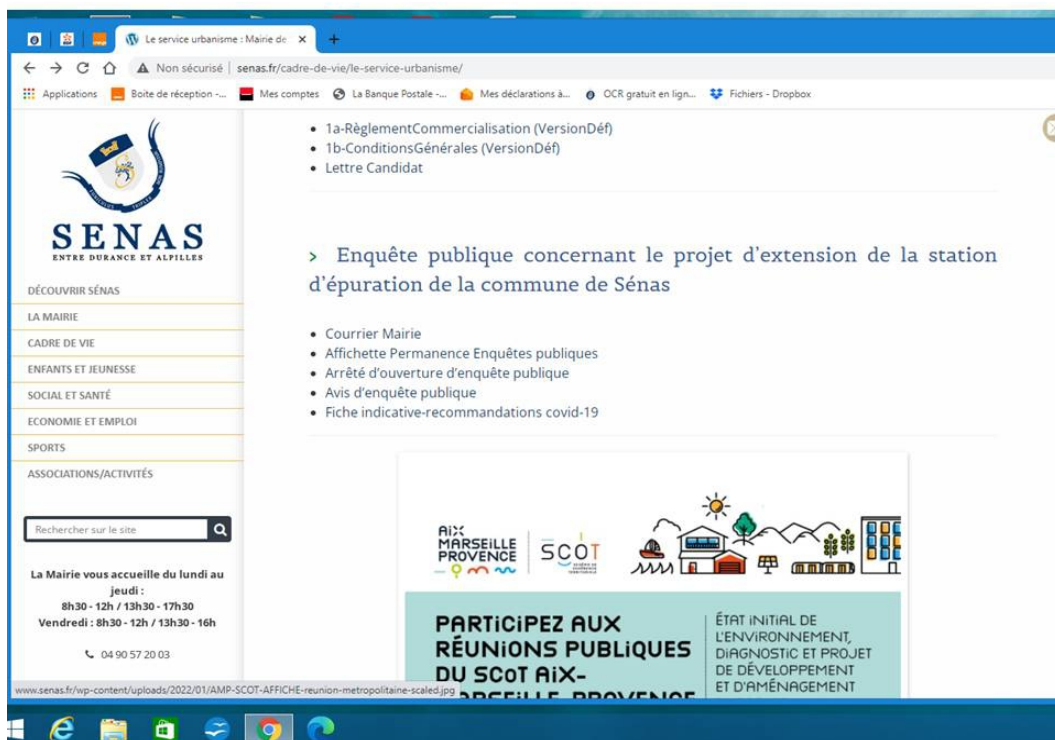 Le service urbanisme : Mairie de
Non sécurisé | senas.fr/cadre-de-vie/le-service-urbanisme/
Applications Boite de réception -... Mes comptes La Banque Postale -... Mes déclarations à... OCR gratuit en lign... Fichiers - Dropbox
SENAS
ENTRE DURANCE ET ALPILLES
DÉCOUVRIR SÉNAS
LA MAIRIE
CADRE DE VIE
ENFANTS ET JEUNESSE
SOCIAL ET SANTÉ
ECONOMIE ET EMPLOI
SPORTS
ASSOCIATIONS/ACTIVITÉS
Rechercher sur le site
La Mairie vous accueille du lundi au
jeudi :
8h30 - 12h / 13h30 - 17h30
Vendredi : 8h30 - 12h / 13h30 - 16h
04 90 57 20 03
• 1a-RèglementCommercialisation (VersionDéf)
• 1b-ConditionsGénérales (VersionDéf)
• Lettre Candidat
> Enquête publique concernant le projet d'extension de la station
d'épuration de la commune de Sénas
• Courrier Mairie
• Affichette Permanence Enquêtes publiques
• Arrêté d'ouverture d'enquête publique
• Avis d'enquête publique
• Fiche indicative-recommandations covid-19
AiX
MARSEILLE
PROVENCE
SCOT
PARTiCiPEZ AUX
RÉUNiONS PUBLiQUES
DU SCoT AiX-
MARSEiLLE-PROVENCE
ÉTAT INITIAL DE
L'ENVIRONNEMENT,
DIAGNOSTIC ET PROJET
DE DÉVELOPPEMENT
ET D'AMÉNAGEMENT
www.senas.fr/wp-content/uploads/2022/01/AMP-SCOT-AFFICHE-reunion-metropolitaine-scaled.jpg